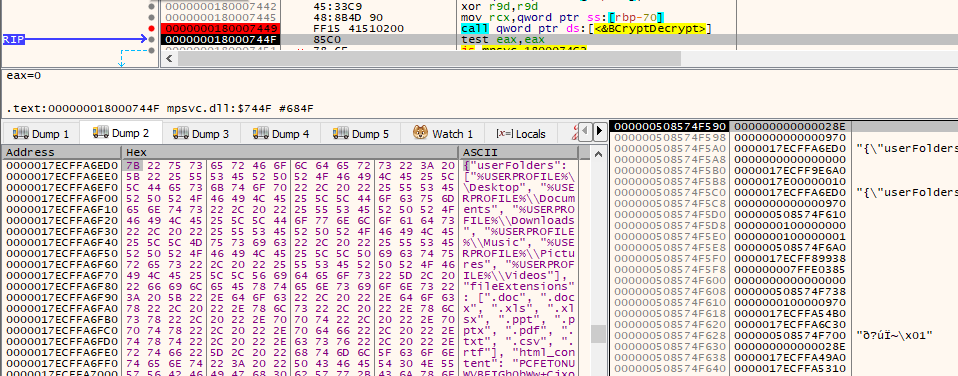 0000000180007442 45:33C9 xor r9d,r9d
0000000180007445 48:8B4D 90 mov rcx,qword ptr ss:[rbp-70]
0000000180007449 FF15 41510200 call qword ptr ds:[<&BCryptDecrypt>]
RIP 000000018000744F 85C0 test eax,eax
eax=0
.text:000000018000744F mpsvc.dll:$744F #684F
Dump 1 Dump 2 Dump 3 Dump 4 Dump 5 Watch 1 [x=] Locals
Address Hex ASCII
0000017ECFFA6ED0 7B 22 75 73 65 72 46 6F 6C 64 65 72 73 22 3A 20 {"userFolders":
0000017ECFFA6EE0 5B 22 25 55 53 45 52 50 52 4F 46 49 4C 45 25 5C ["%USERPROFILE%\
0000017ECFFA6EF0 5C 44 65 73 6B 74 6F 70 22 2C 20 22 25 55 53 45 \Desktop", "%USE
0000017ECFFA6F00 52 50 52 4F 46 49 4C 45 25 5C 5C 44 6F 63 75 6D RPROFILE%\\Docum
0000017ECFFA6F10 65 6E 74 73 22 2C 20 22 25 55 53 45 52 50 52 4F ents", "%USERPRO
0000017ECFFA6F20 46 49 4C 45 25 5C 5C 44 6F 77 6E 6C 6F 61 64 73 FILE%\\Downloads
0000017ECFFA6F30 22 2C 20 22 25 55 53 45 52 50 52 4F 46 49 4C 45 ", "%USERPROFILE
0000017ECFFA6F40 25 5C 5C 4D 75 73 69 63 22 2C 20 22 25 55 53 45 %\\Music", "%USE
0000017ECFFA6F50 52 50 52 4F 46 49 4C 45 25 5C 5C 50 69 63 74 75 RPROFILE%\\Pictu
0000017ECFFA6F60 72 65 73 22 2C 20 22 25 55 53 45 52 50 52 4F 46 res", "%USERPROF
0000017ECFFA6F70 49 4C 45 25 5C 5C 56 69 64 65 6F 73 22 5D 2C 20 ILE%\\Videos"],
0000017ECFFA6F80 22 66 69 6C 65 45 78 74 65 6E 73 69 6F 6E 73 22 "fileExtensions"
0000017ECFFA6F90 3A 20 5B 22 2E 64 6F 63 22 2C 20 22 2E 64 6F 63 : [".doc", ".doc
0000017ECFFA6FA0 78 22 2C 20 22 2E 78 6C 73 22 2C 20 22 2E 78 6C x", ".xls", ".xl
0000017ECFFA6FB0 73 78 22 2C 20 22 2E 70 70 74 22 2C 20 22 2E 70 sx", ".ppt", ".p
0000017ECFFA6FC0 70 74 78 22 2C 20 22 2E 70 64 66 22 2C 20 22 2E ptx", ".pdf", ".
0000017ECFFA6FD0 74 78 74 22 2C 20 22 2E 63 73 76 22 2C 20 22 2E txt", ".csv", ".
0000017ECFFA6FE0 72 74 66 22 5D 2C 20 22 68 74 6D 6C 5F 63 6F 6E rtf"], "html_con
0000017ECFFA6FF0 74 65 6E 74 22 3A 20 22 50 43 46 45 54 30 4E 55 tent": "PCFET0NU
000000508574F590 000000000000028E
000000508574F598 0000000000000970
000000508574F5A0 0000017ECFFA6ED0 "{\"userFolders
000000508574F5A8 0000000000000970
000000508574F5B0 0000017ECFF9E6A0
000000508574F5B8 0000017E00000010
000000508574F5C0 0000017ECFFA6ED0 "{\"userFolders
000000508574F5C8 0000000000000970
000000508574F5D0 000000508574F610
000000508574F5D8 0000000100000000
000000508574F5E0 0000010000000001
000000508574F5E8 000000508574F6A0
000000508574F5F0 0000017ECFF89938
000000508574F5F8 00000007FFE0385
000000508574F600 0000000000000000
000000508574F608 000000508574F738
000000508574F610 0000000100000970
000000508574F618 0000017ECFFA54B0
000000508574F620 0000017ECFFA6C30
000000508574F628 000000508574F700
000000508574F630 000000000000028E
000000508574F638 0000017ECFFA49A0
000000508574F640 0000017ECFFA5310